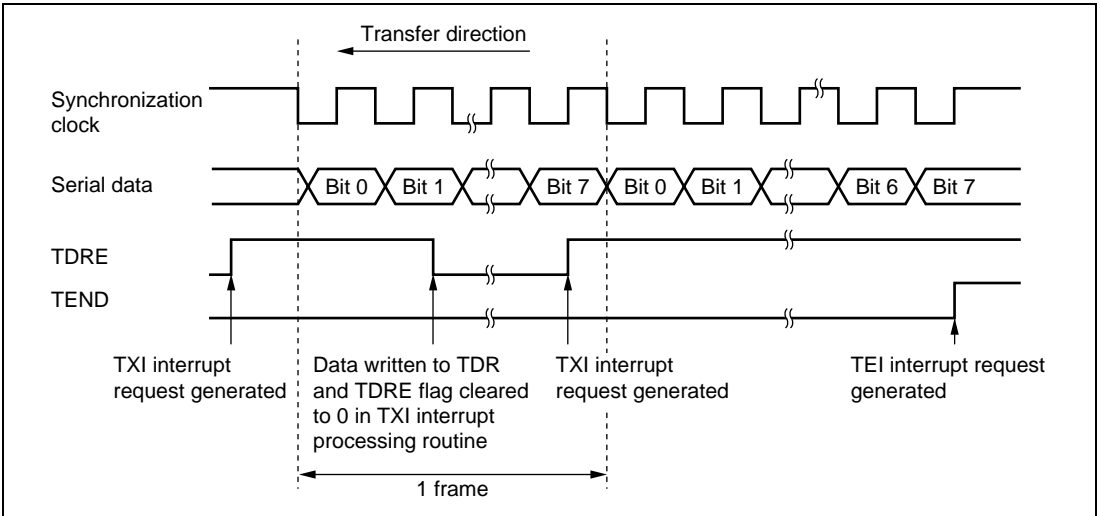 Transfer direction
Synchronization
clock
Serial data
Bit 0 Bit 1 Bit 7 Bit 0 Bit 1 Bit 6 Bit 7
TDRE
TEND
TXI interrupt
request generated
Data written to TDR
and TDRE flag cleared
to 0 in TXI interrupt
processing routine
TXI interrupt
request generated
TEI interrupt request
generated
1 frame